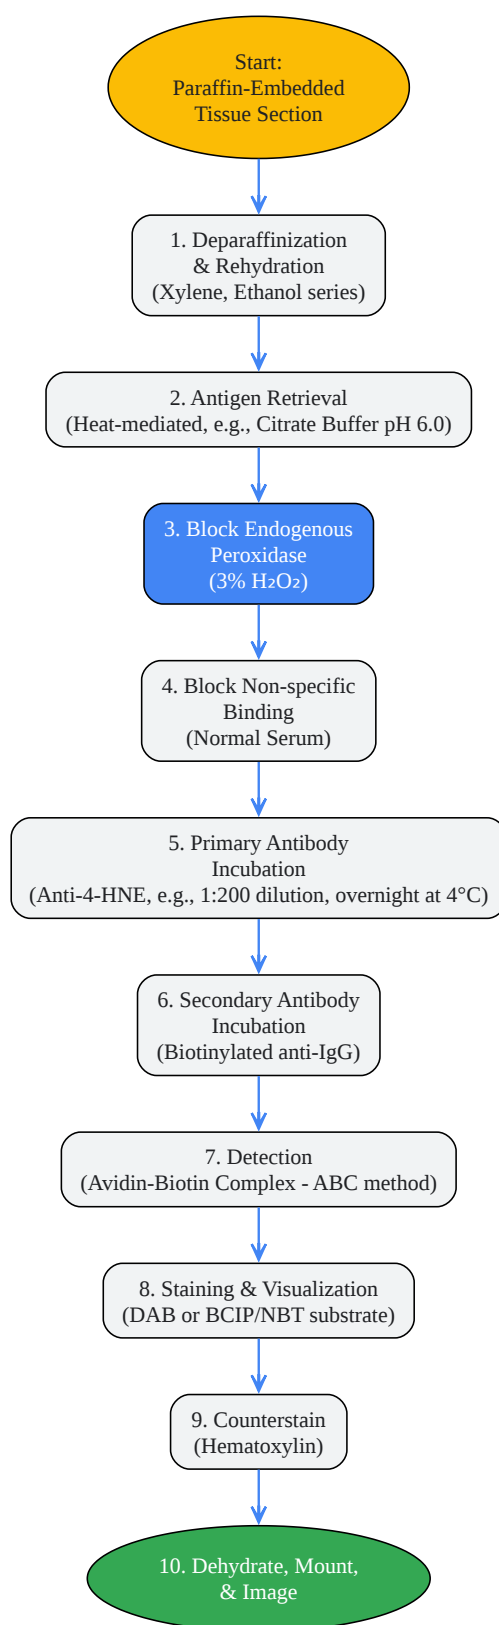 Start:
Paraffin-Embedded
Tissue Section
1. Deparaffinization
& Rehydration
(Xylene, Ethanol series)
2. Antigen Retrieval
(Heat-mediated, e.g., Citrate Buffer pH 6.0)
3. Block Endogenous
Peroxidase
(3% H₂O₂)
4. Block Non-specific
Binding
(Normal Serum)
5. Primary Antibody
Incubation
(Anti-4-HNE, e.g., 1:200 dilution, overnight at 4°C)
6. Secondary Antibody
Incubation
(Biotinylated anti-IgG)
7. Detection
(Avidin-Biotin Complex - ABC method)
8. Staining & Visualization
(DAB or BCIP/NBT substrate)
9. Counterstain
(Hematoxylin)
10. Dehydrate, Mount,
& Image